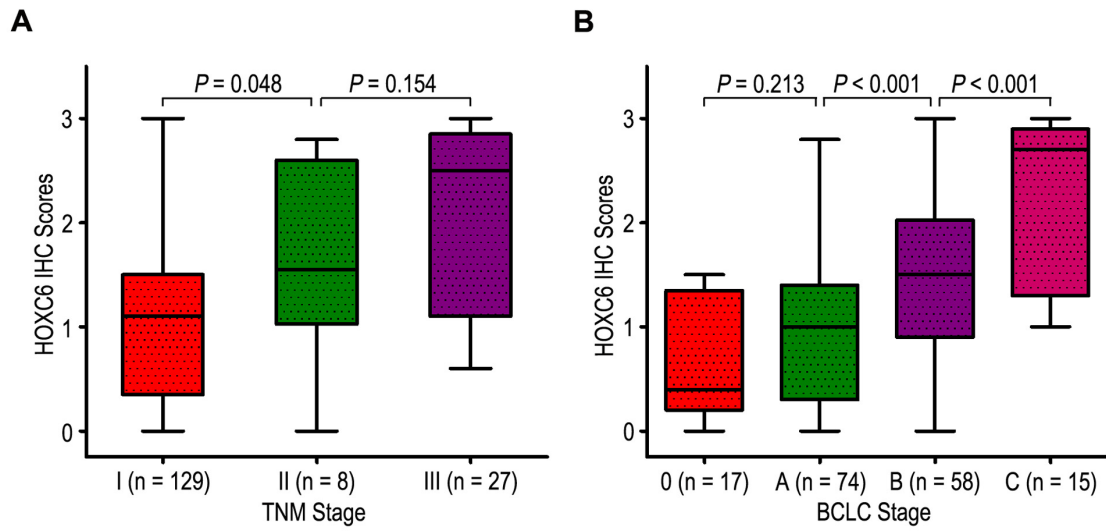 A
P = 0.048
P = 0.154
HOXC6 IHC Scores
3
2
1
0
I (n = 129)
II (n = 8)
III (n = 27)
TNM Stage
B
P = 0.213
P < 0.001
P < 0.001
HOXC6 IHC Scores
3
2
1
0
0 (n = 17)
A (n = 74)
B (n = 58)
C (n = 15)
BCLC Stage